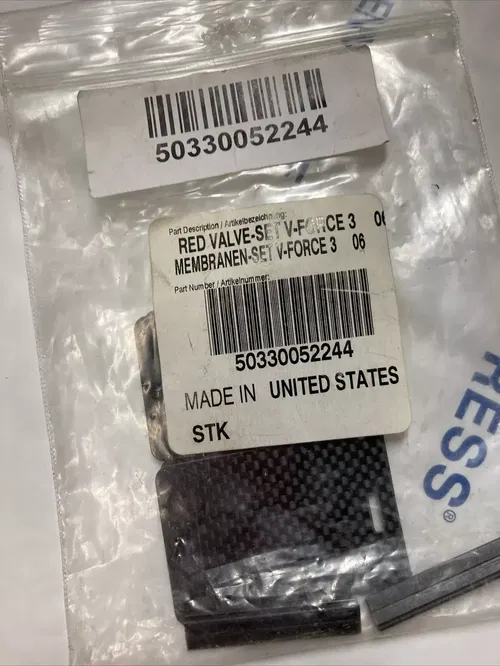 50330052244
Part Description / Artikelbezeichnung:
RED VALVE-SET V-FORCE 3 06
MEMBRANEN-SET V-FORCE 3 06
Part Number / Artikelnummer:
50330052244
MADE IN UNITED STATES
STK
RESS®